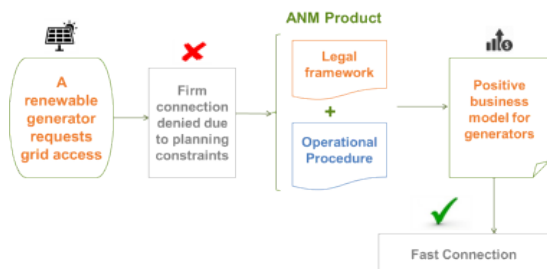 ANM Product
A
renewable
generator
requests
grid access
Firm
connection
denied due
to planning
constraints
Legal
framework
+
Operational
Procedure
Positive
business
model for
generators
Fast Connection